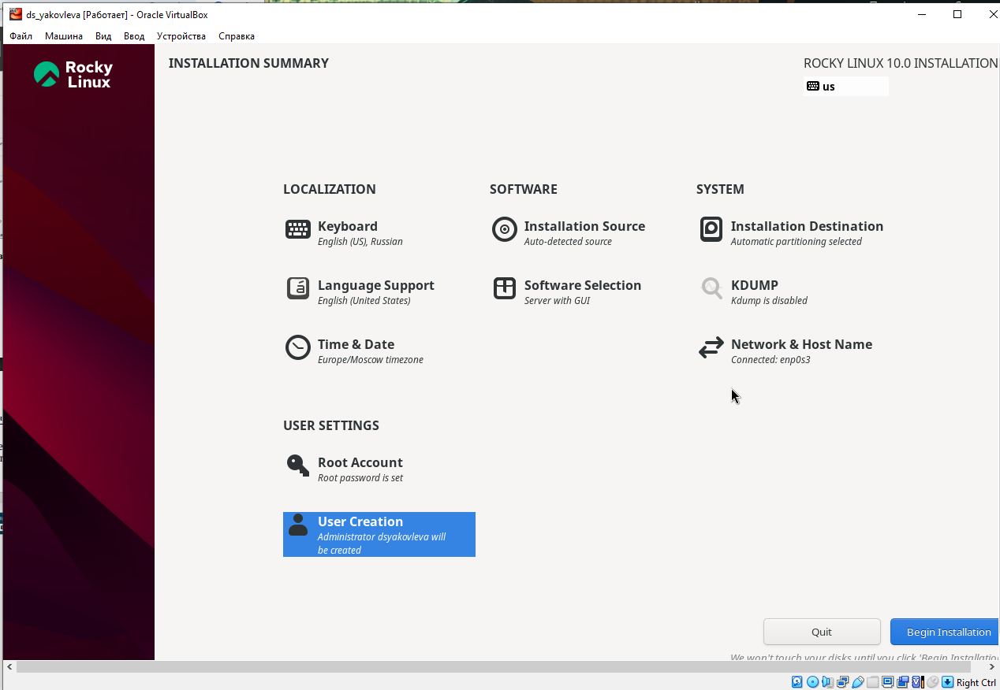 ds_yakovleva [Работает] - Oracle VirtualBox
Файл Машина Вид Ввод Устройства Справка
Rocky
Linux
INSTALLATION SUMMARY
ROCKY LINUX 10.0 INSTALLATION
us
LOCALIZATION
SOFTWARE
SYSTEM
Keyboard
English (US), Russian
Installation Source
Auto-detected source
Installation Destination
Automatic partitioning selected
Language Support
English (United States)
Software Selection
Server with GUI
KDUMP
Kdump is disabled
Time & Date
Europe/Moscow timezone
Network & Host Name
Connected: enp0s3
USER SETTINGS
Root Account
Root password is set
User Creation
Administrator dsyakovleva will
be created
Quit
Begin Installation
We won't touch your disks until you click 'Begin Installatio
Right Ctrl